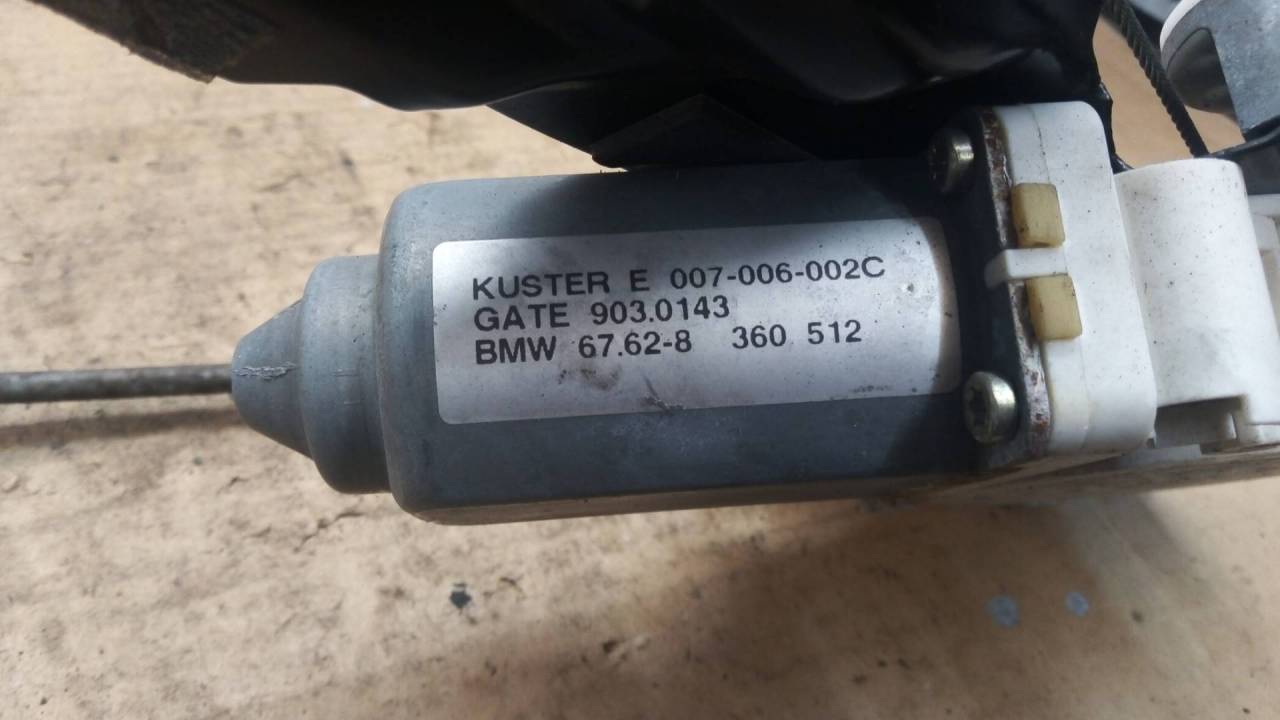 KUSTER E 007-006-002C
GATE 903.0143
BMW 67.62-8 360 512